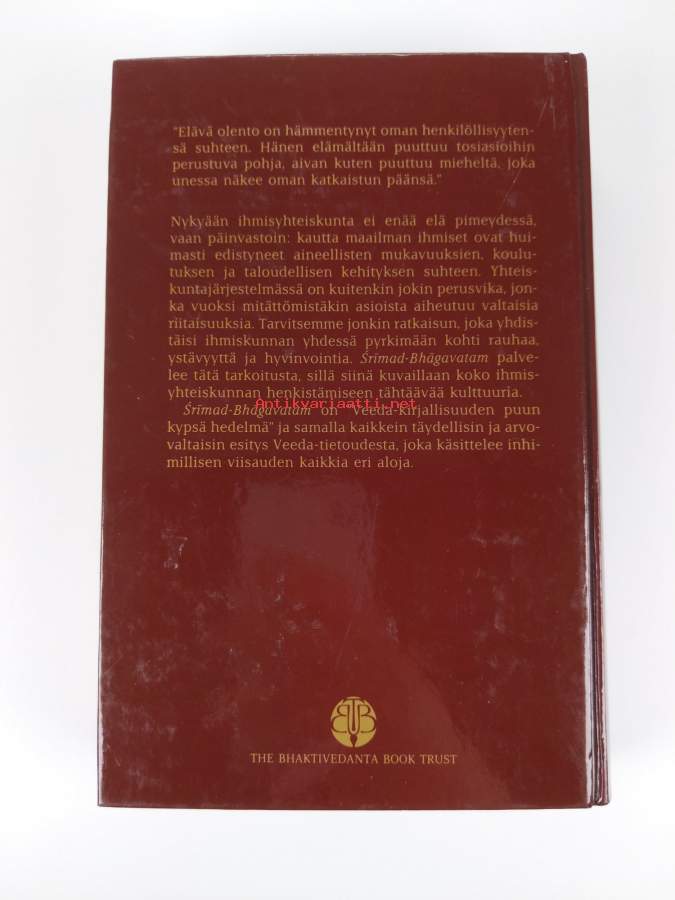 "Elävä olento on hämmentynyt oman henkilöllisyyten-
sä suhteen. Hänen elämältään puuttuu tosiasioihin
perustuva pohja, aivan kuten puuttuu mieheltä, joka
unessa näkee oman katkaistun päänsä."
Nykyään ihmisyhteiskunta ei enää elä pimeydessä,
vaan päinvastoin: kautta maailman ihmiset ovat hui-
masti edistyneet aineellisten mukavuuksien, koulu-
tuksen ja taloudellisen kehityksen suhteen. Yhteis-
kuntajärjestelmässä on kuitenkin jokin perusvika, jon-
ka vuoksi mitättömistäkin asioista aiheutuu valtaisia
riitaisuuksia. Tarvitsemme jonkin ratkaisun, joka yhdis-
täisi ihmiskunnan yhdessä pyrkimään kohti rauhaa,
ystävyyttä ja hyvinvointia. Śrīmad-Bhāgavatam palve-
lee tätä tarkoitusta, sillä siinä kuvaillaan koko ihmis-
yhteiskunnan henkistämiseen tähtäävää kulttuuria.
Antikvariaatti.net
Śrīmad-Bhāgavatam on "Veeda-kirjallisuuden puun
kypsä hedelmä" ja samalla kaikkein täydellisin ja arvo-
valtaisin esitys Veeda-tietoudesta, joka käsittelee inhi-
millisen viisauden kaikkia eri aloja.
BBT
THE BHAKTIVEDANTA BOOK TRUST